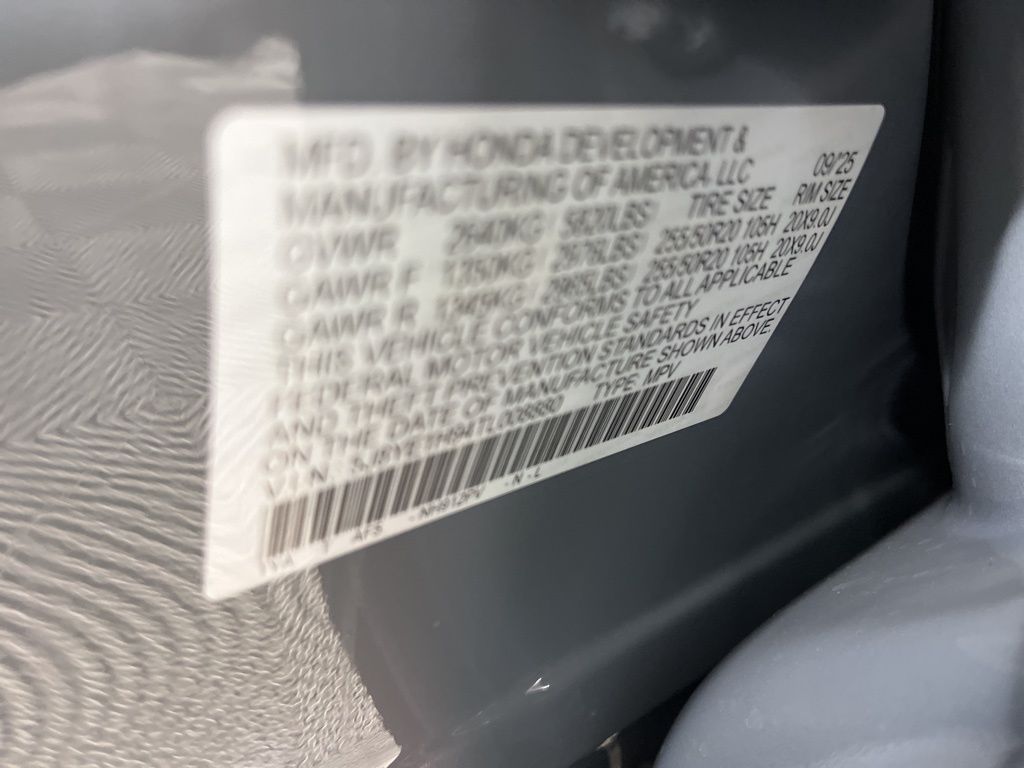 MFD. BY HONDA DEVELOPMENT &
MANUFACTURING OF AMERICA, LLC 09/25
GVWR 2640KG 5820LBS TIRE SIZE RIM SIZE
GAWR F 2976LBS 255/50R20 105H 20X9.0J
GAWR R 1345KG 2965LBS 255/50R20 105H 20X9.0J
THIS VEHICLE CONFORMS TO ALL APPLICABLE
FEDERAL MOTOR VEHICLE SAFETY
AND THEFT PREVENTION STANDARDS IN EFFECT
ON THE DATE OF MANUFACTURE SHOWN ABOVE
V.I.N.: TYPE: MPV
- N - L